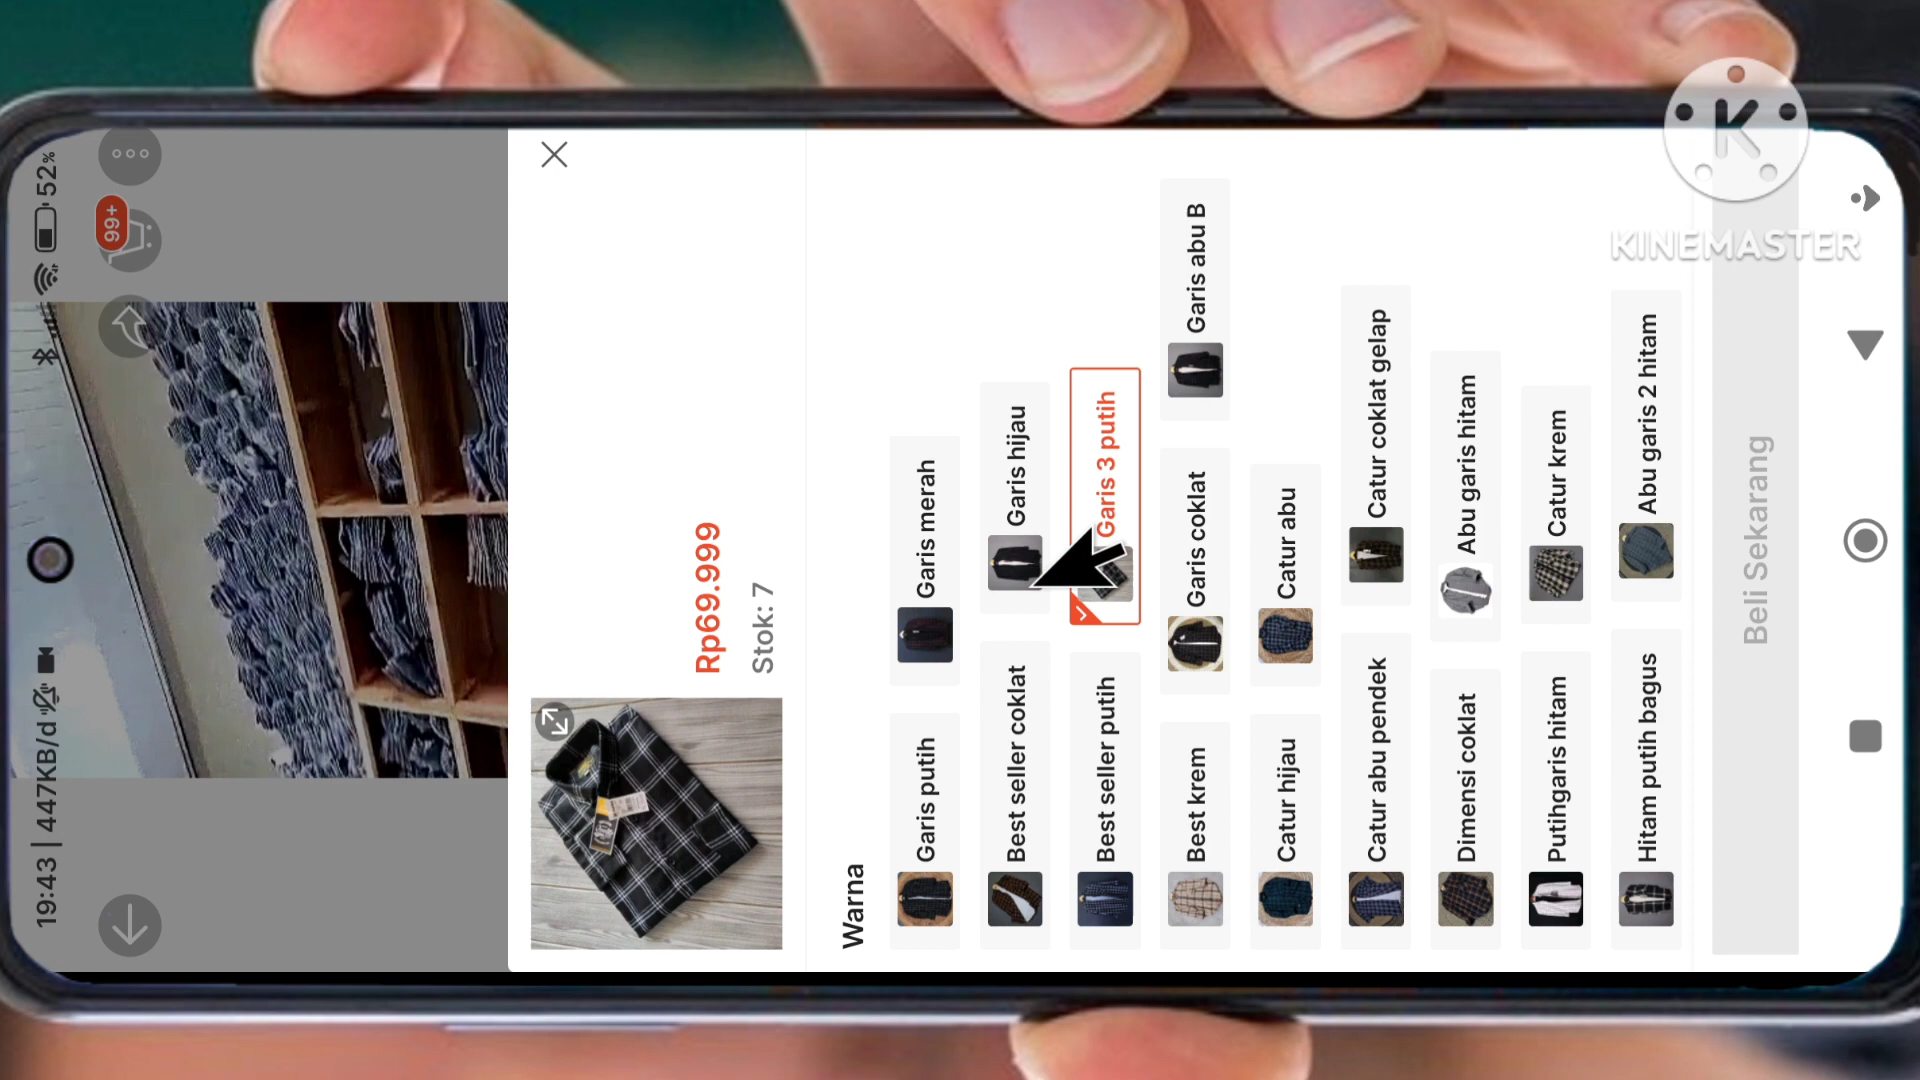 19:43 | 447KB/d
52%
99+
Rp69.999
Stok: 7
Warna
Garis putih
Garis merah
Best seller coklat
Garis hijau
Best seller putih
Garis 3 putih
Best krem
Garis coklat
Garis abu B
Catur hijau
Catur abu
Catur abu pendek
Catur coklat gelap
Dimensi coklat
Abu garis hitam
Putihgaris hitam
Catur krem
Hitam putih bagus
Abu garis 2 hitam
Beli Sekarang
K
KINEMASTER